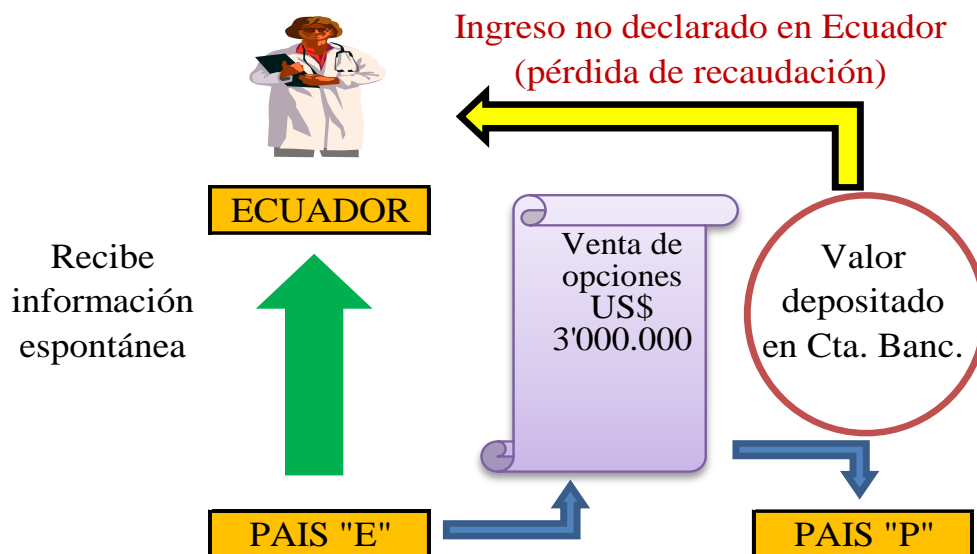 Ingreso no declarado en Ecuador
(pérdida de recaudación)
ECUADOR
Recibe
información
espontánea
Venta de
opciones
US$
3'000.000
Valor
depositado
en Cta. Banc.
PAIS "E"
PAIS "P"